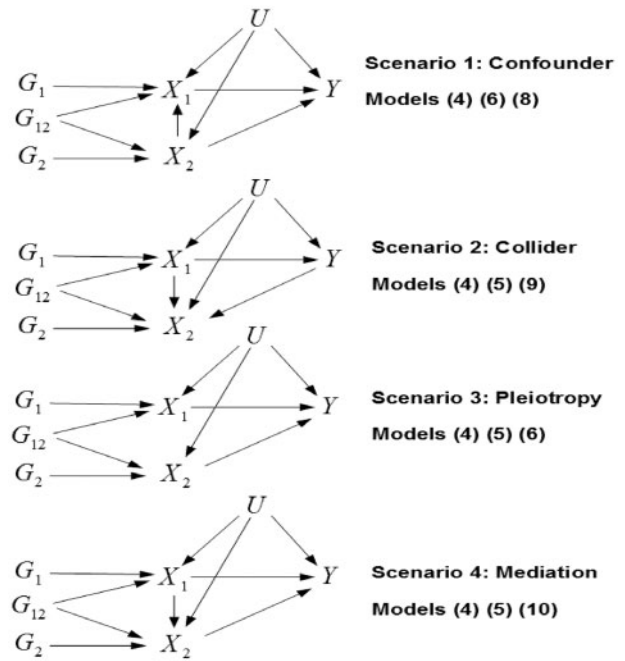 U
G1 X1 Y
G12
G2 X2
Scenario 1: Confounder
Models (4) (6) (8)
U
G1 X1 Y
G12
G2 X2
Scenario 2: Collider
Models (4) (5) (9)
U
G1 X1 Y
G12
G2 X2
Scenario 3: Pleiotropy
Models (4) (5) (6)
U
G1 X1 Y
G12
G2 X2
Scenario 4: Mediation
Models (4) (5) (10)